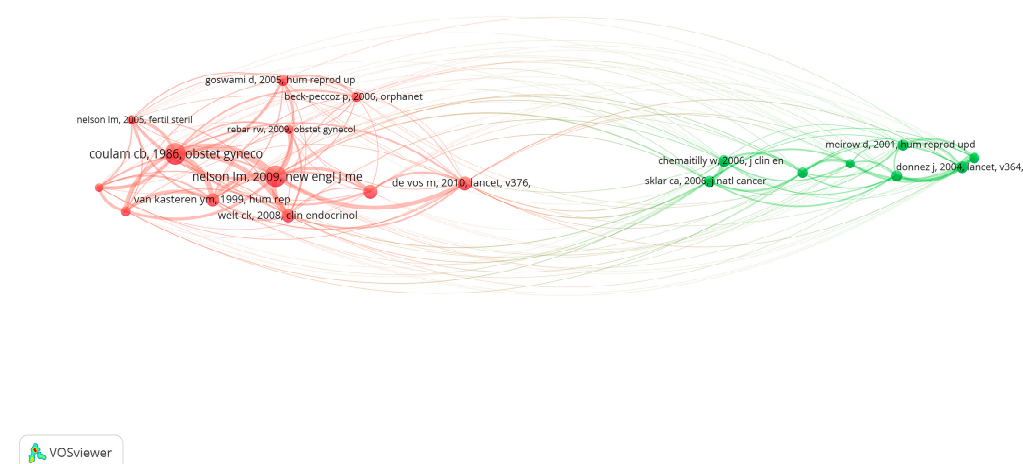 goswami d, 2005, hum reprod up
beck-peccoz p, 2006, orphanet
nelson lm, 2005, fertil steril
rebar rw, 2009, obstet gynecol
coulam cb, 1986, obstet gyneco
nelson lm, 2009, new engl j me
de vos m, 2010, lancet, v376,
van kasteren ym, 1999, hum rep
welt ck, 2008, clin endocrinol
meirow d, 2001, hum reprod upd
chemaitilly w, 2006, j clin en
donnez j, 2004, lancet, v364,
sklar ca, 2006, j natl cancer
VOSviewer